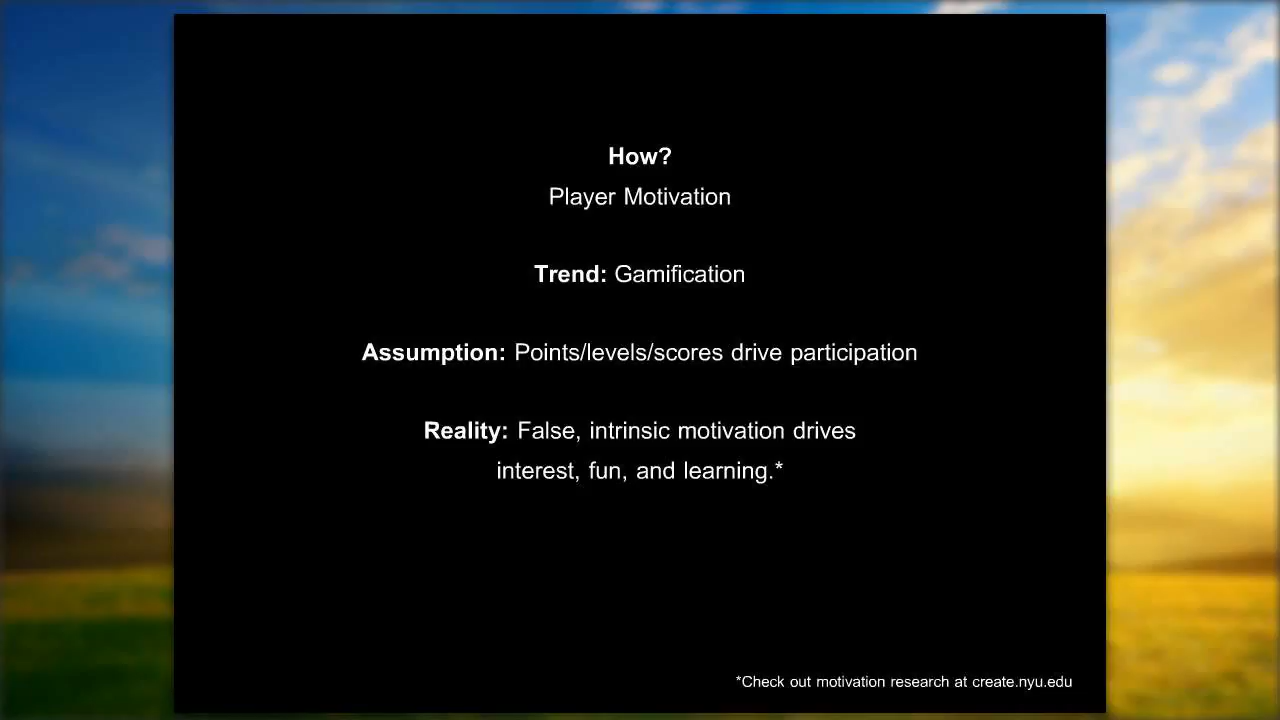 How?
Player Motivation
Trend: Gamification
Assumption: Points/levels/scores drive participation
Reality: False, intrinsic motivation drives
interest, fun, and learning.*
*Check out motivation research at create.nyu.edu